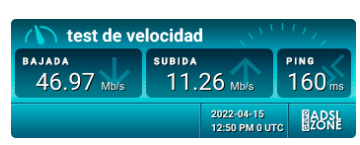 test de velocidad
BAJADA
46.97 Mb/s
SUBIDA
11.26 Mb/s
PING
160 ms
2022-04-15
12:50 PM 0 UTC
ADSL
ZONE